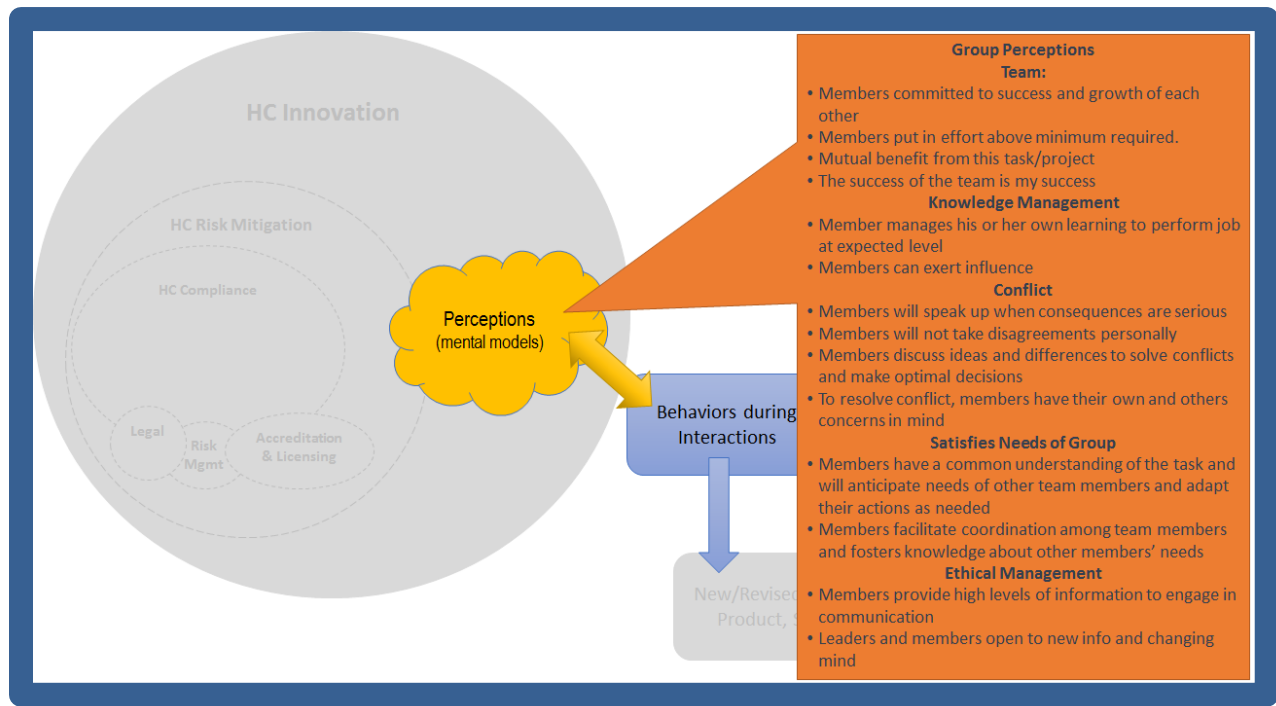 HC Innovation
HC Risk Mitigation
HC Compliance
Legal
Risk
Mgmt
Accreditation
& Licensing
Perceptions
(mental models)
Behaviors during
Interactions
New/Revised
Product,
Group Perceptions
Team:
• Members committed to success and growth of each
other
• Members put in effort above minimum required.
• Mutual benefit from this task/project
• The success of the team is my success
Knowledge Management
• Member manages his or her own learning to perform job
at expected level
• Members can exert influence
Conflict
• Members will speak up when consequences are serious
• Members will not take disagreements personally
• Members discuss ideas and differences to solve conflicts
and make optimal decisions
• To resolve conflict, members have their own and others
concerns in mind
Satisfies Needs of Group
• Members have a common understanding of the task and
will anticipate needs of other team members and adapt
their actions as needed
• Members facilitate coordination among team members
and fosters knowledge about other members’ needs
Ethical Management
• Members provide high levels of information to engage in
communication
• Leaders and members open to new info and changing
mind